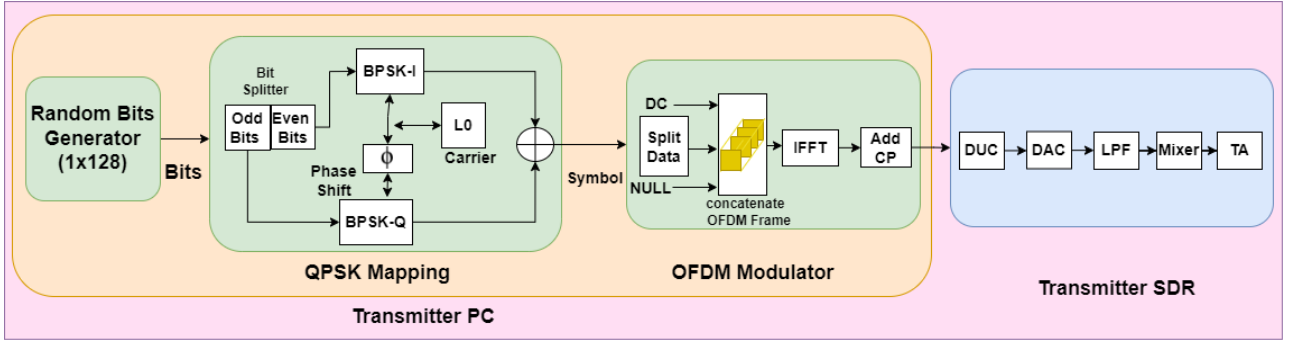 Random Bits
Generator
(1x128)
Bits
Bit
Splitter
Odd
Bits
Even
Bits
BPSK-I
L0
Carrier
ϕ
Phase
Shift
BPSK-Q
QPSK Mapping
Symbol
DC
Split
Data
NULL
concatenate
OFDM Frame
IFFT
Add
CP
OFDM Modulator
Transmitter PC
DUC
DAC
LPF
Mixer
TA
Transmitter SDR